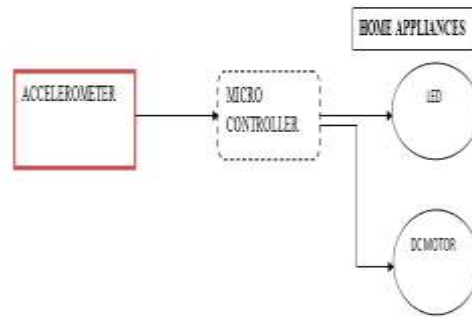 HOME APPLIANCES
ACCELEROMETER
MICRO
CONTROLLER
LED
DC MOTOR